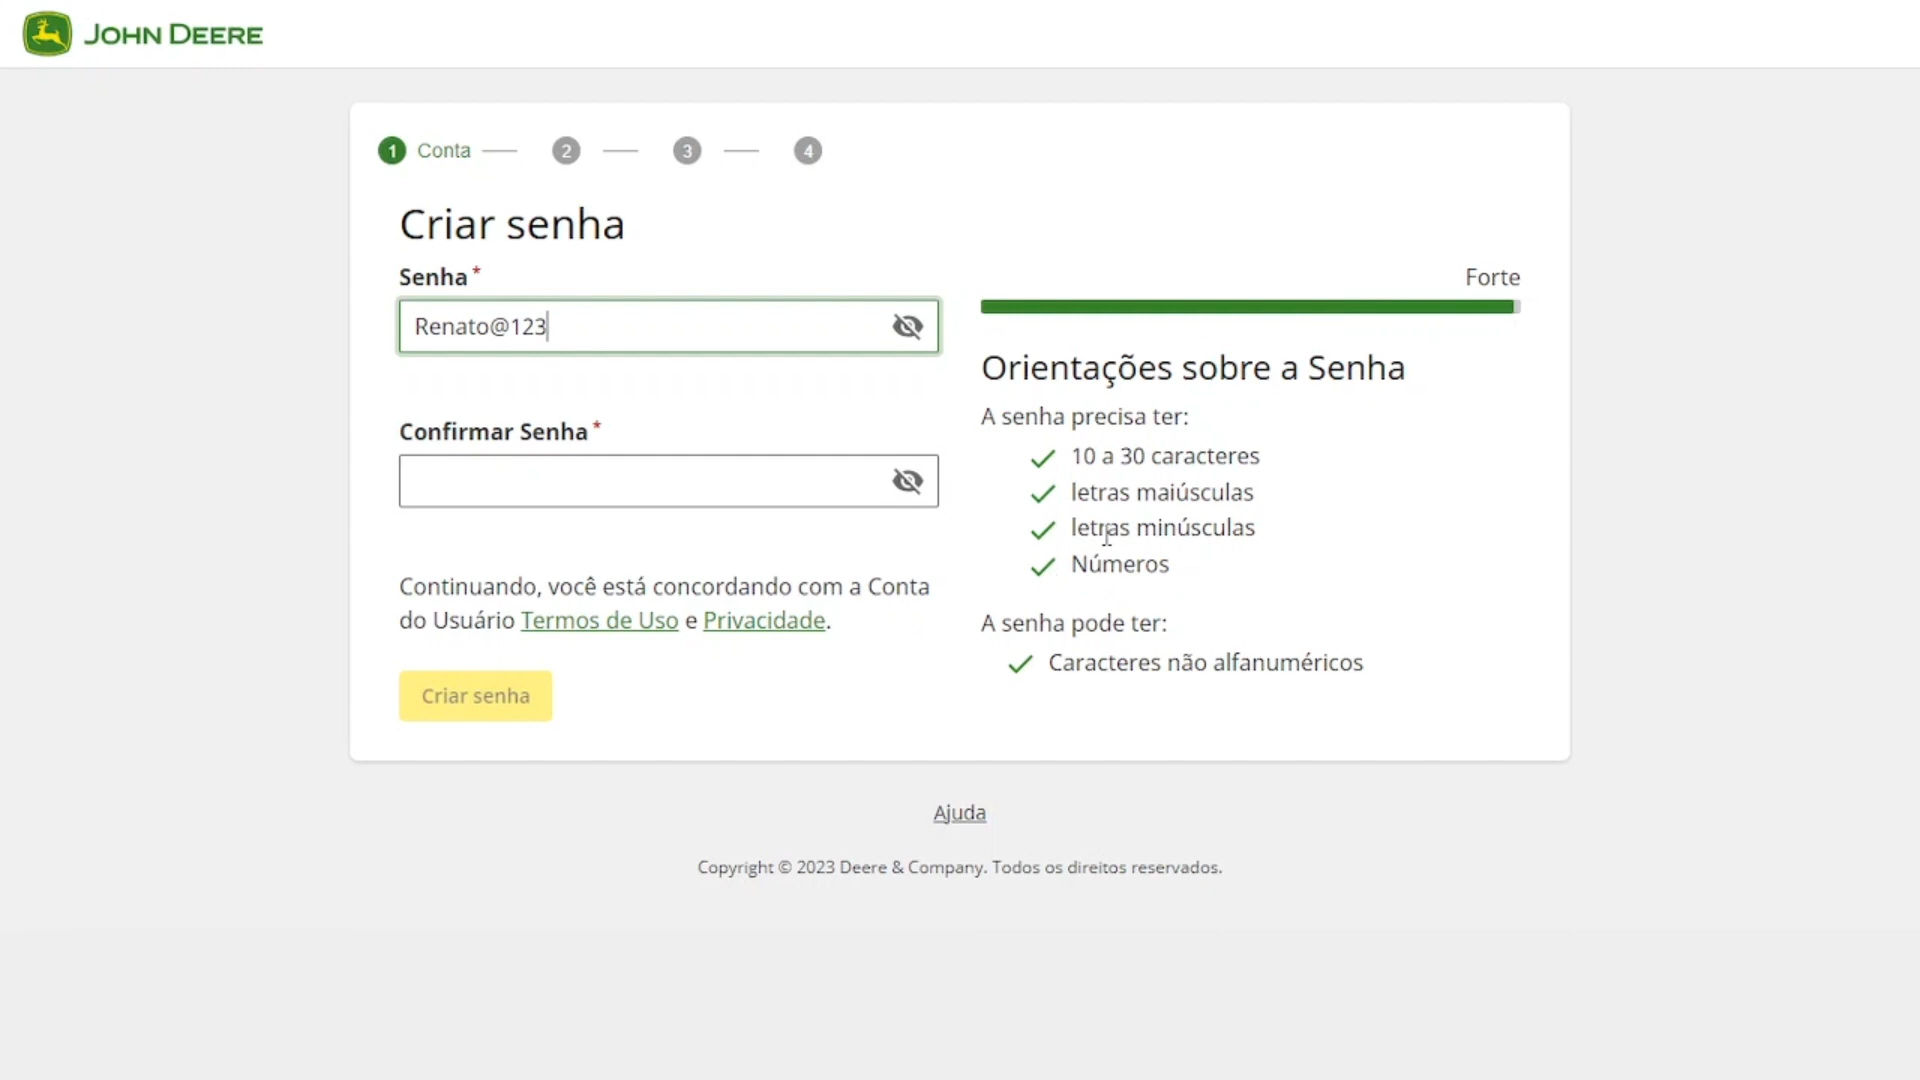 JOHN DEERE
1 Conta 2 3 4
Criar senha
Senha *
Renato@123
Confirmar Senha *
Continuando, você está concordando com a Conta
do Usuário Termos de Uso e Privacidade.
Criar senha
Forte
Orientações sobre a Senha
A senha precisa ter:
10 a 30 caracteres
letras maiúsculas
letras minúsculas
Números
A senha pode ter:
Caracteres não alfanuméricos
Ajuda
Copyright © 2023 Deere & Company. Todos os direitos reservados.